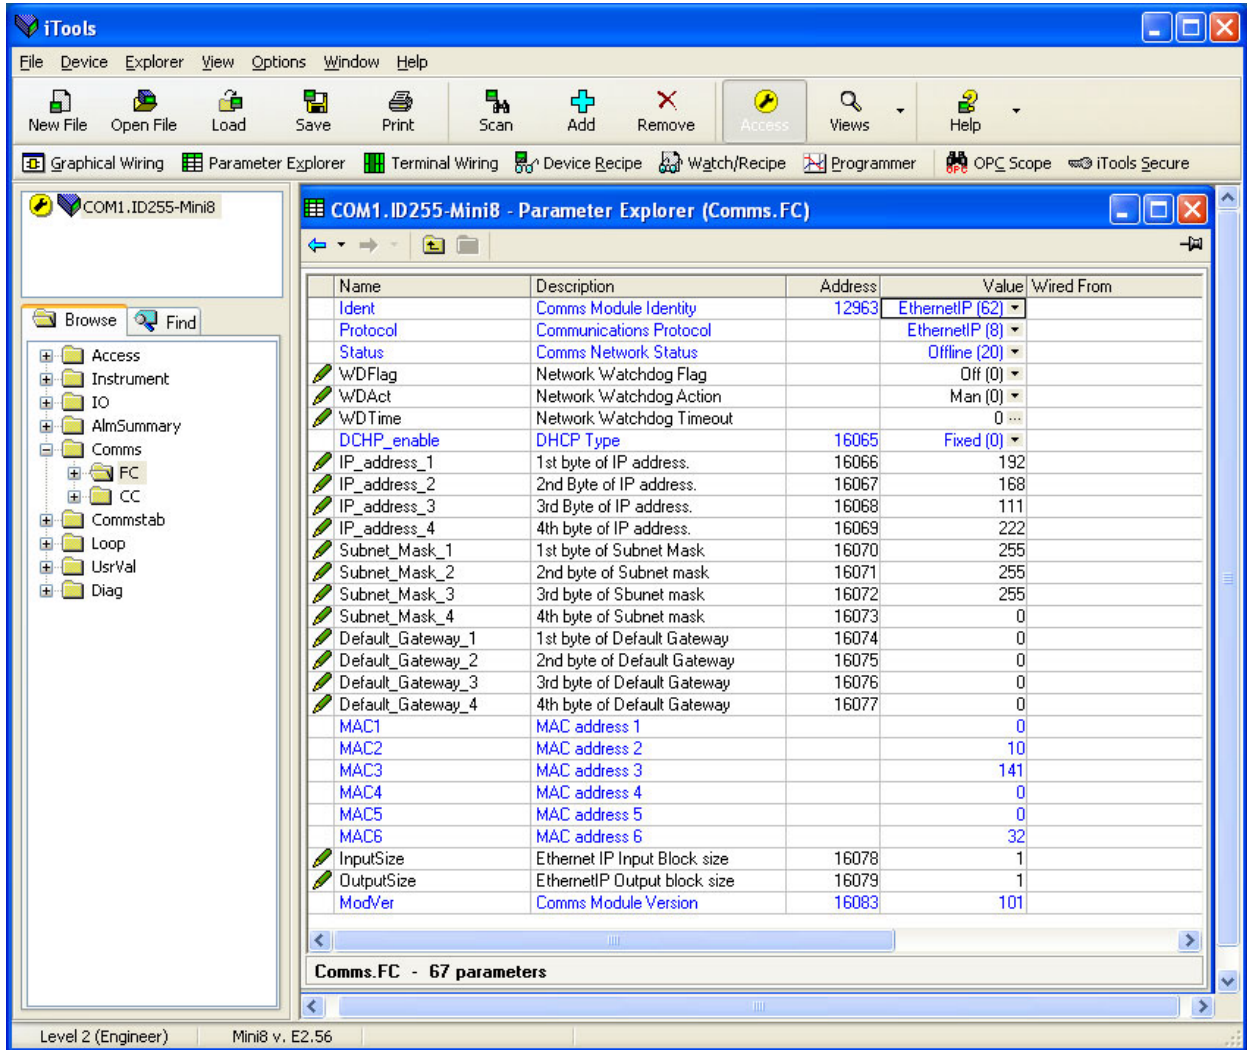 iTools
File Device Explorer View Options Window Help
New File Open File Load Save Print Scan Add Remove Access Views Help
Graphical Wiring Parameter Explorer Terminal Wiring Device Recipe Watch/Recipe Programmer OPC Scope iTools Secure
COM1.ID255-Mini8
Browse Find
Access
Instrument
IO
AlmSummary
Comms
FC
CC
Commstab
Loop
UsrVal
Diag
COM1.ID255-Mini8 - Parameter Explorer (Comms.FC)
Name Description Address Value Wired From
Ident Comms Module Identity 12963 EthernetIP (62)
Protocol Communications Protocol EthernetIP (8)
Status Comms Network Status Offline (20)
WDFlag Network Watchdog Flag Off (0)
WDAct Network Watchdog Action Man (0)
WDTime Network Watchdog Timeout 0 ...
DCHP_enable DHCP Type 16065 Fixed (0)
IP_address_1 1st byte of IP address. 16066 192
IP_address_2 2nd Byte of IP address. 16067 168
IP_address_3 3rd Byte of IP address. 16068 111
IP_address_4 4th byte of IP address. 16069 222
Subnet_Mask_1 1st byte of Subnet Mask 16070 255
Subnet_Mask_2 2nd byte of Subnet mask 16071 255
Subnet_Mask_3 3rd byte of Sbunet mask 16072 255
Subnet_Mask_4 4th byte of Subnet mask 16073 0
Default_Gateway_1 1st byte of Default Gateway 16074 0
Default_Gateway_2 2nd byte of Default Gateway 16075 0
Default_Gateway_3 3rd byte of Default Gateway 16076 0
Default_Gateway_4 4th byte of Default Gateway 16077 0
MAC1 MAC address 1 0
MAC2 MAC address 2 10
MAC3 MAC address 3 141
MAC4 MAC address 4 0
MAC5 MAC address 5 0
MAC6 MAC address 6 32
InputSize Ethernet IP Input Block size 16078 1
OutputSize EthernetIP Output block size 16079 1
ModVer Comms Module Version 16083 101
Comms.FC - 67 parameters
Level 2 (Engineer) Mini8 v. E2.56